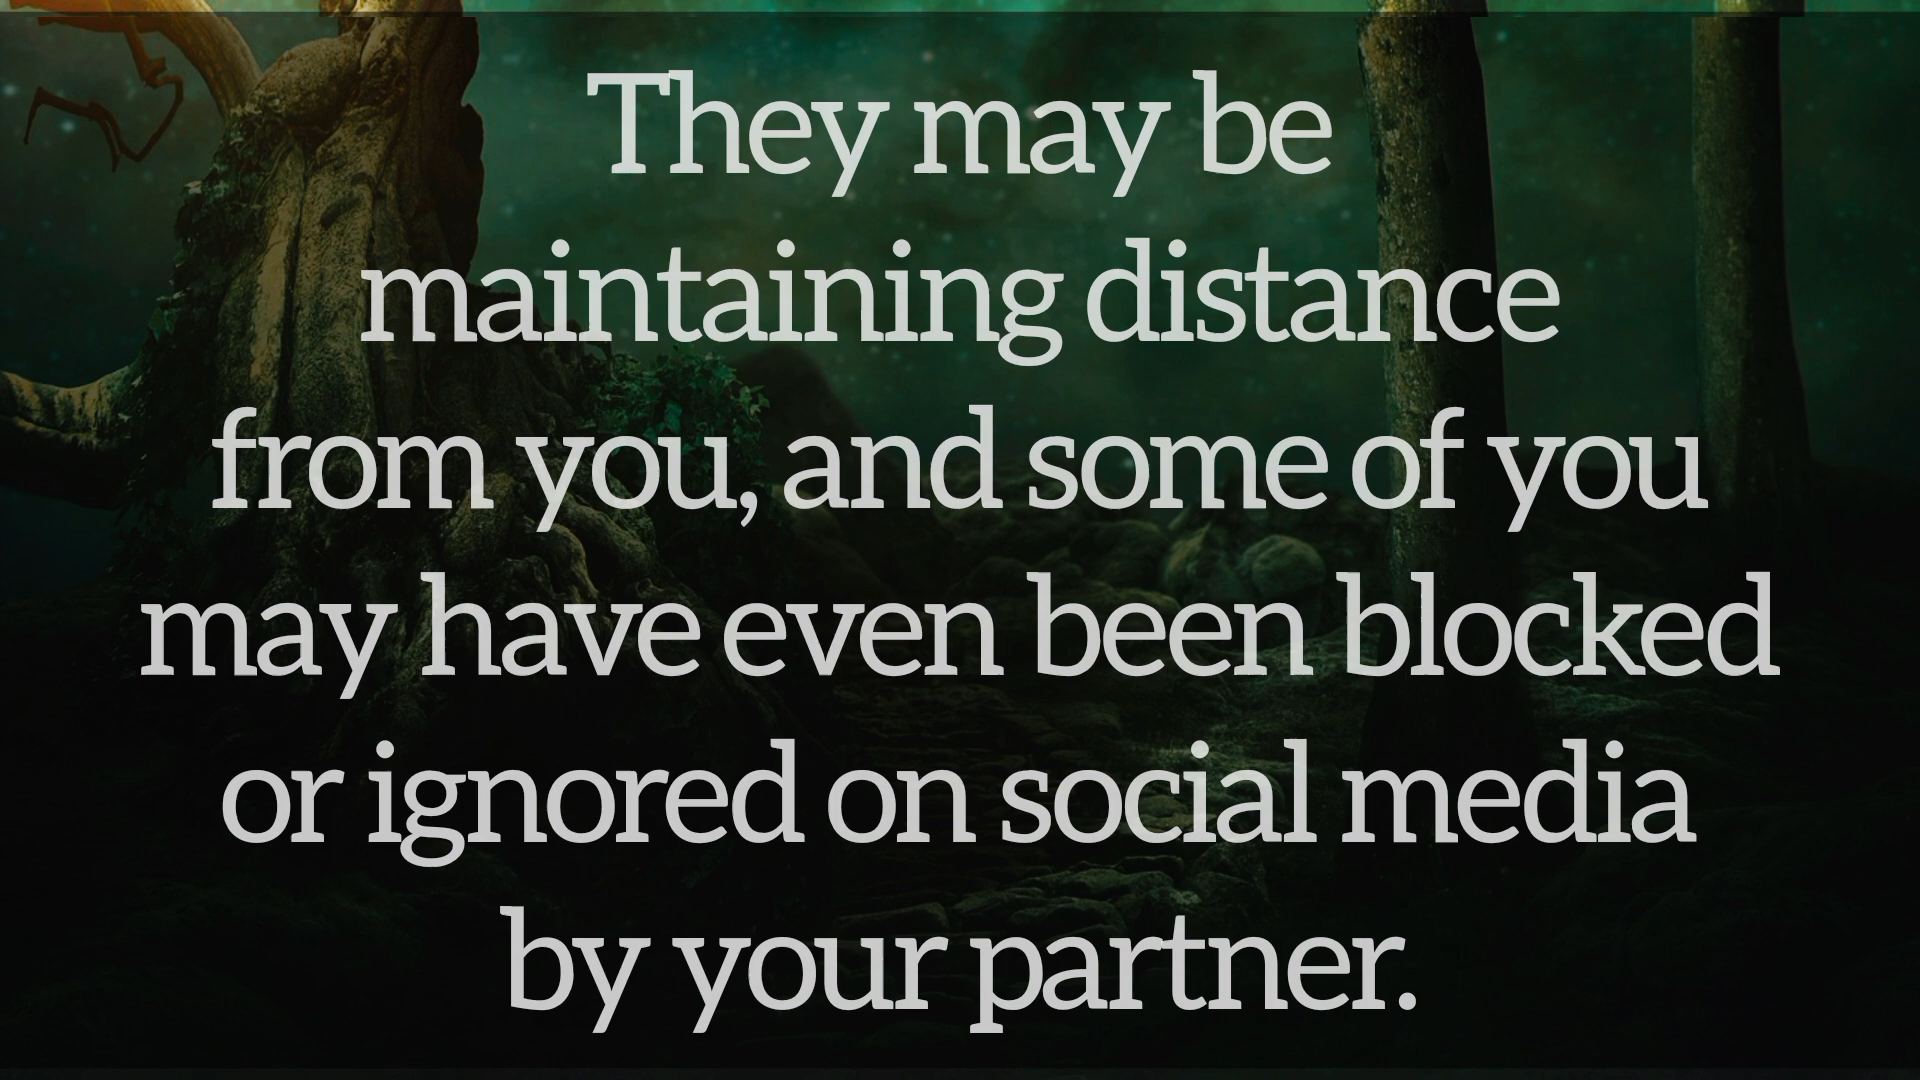 They may be
maintaining distance
from you, and some of you
may have even been blocked
or ignored on social media
by your partner.